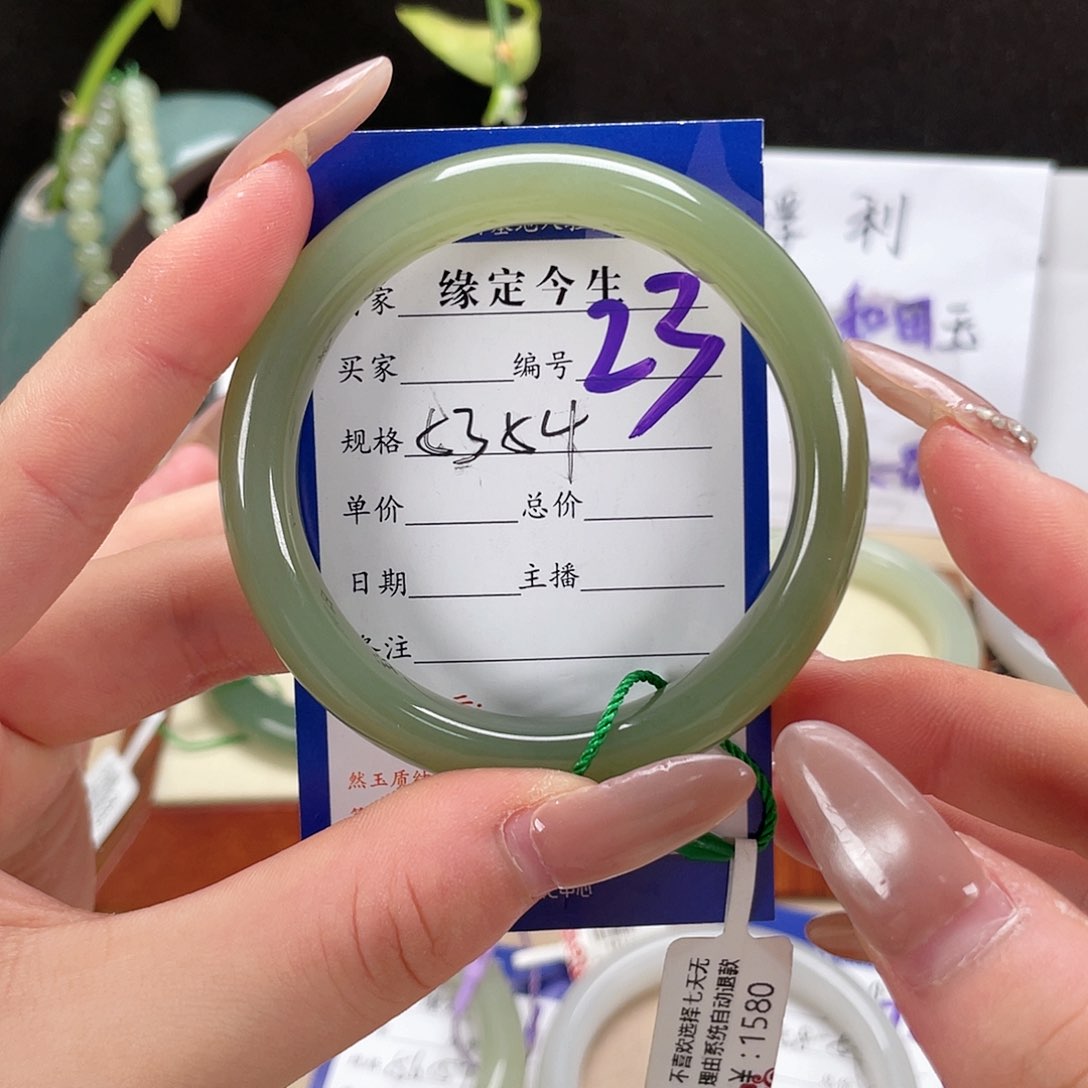 家 缘定今生
买家 编号 23
规格 53 54
单价 总价
日期 主播
注
然玉质
不喜欢选择七天无
理由系统自动退款
¥:1580
利
和田玉